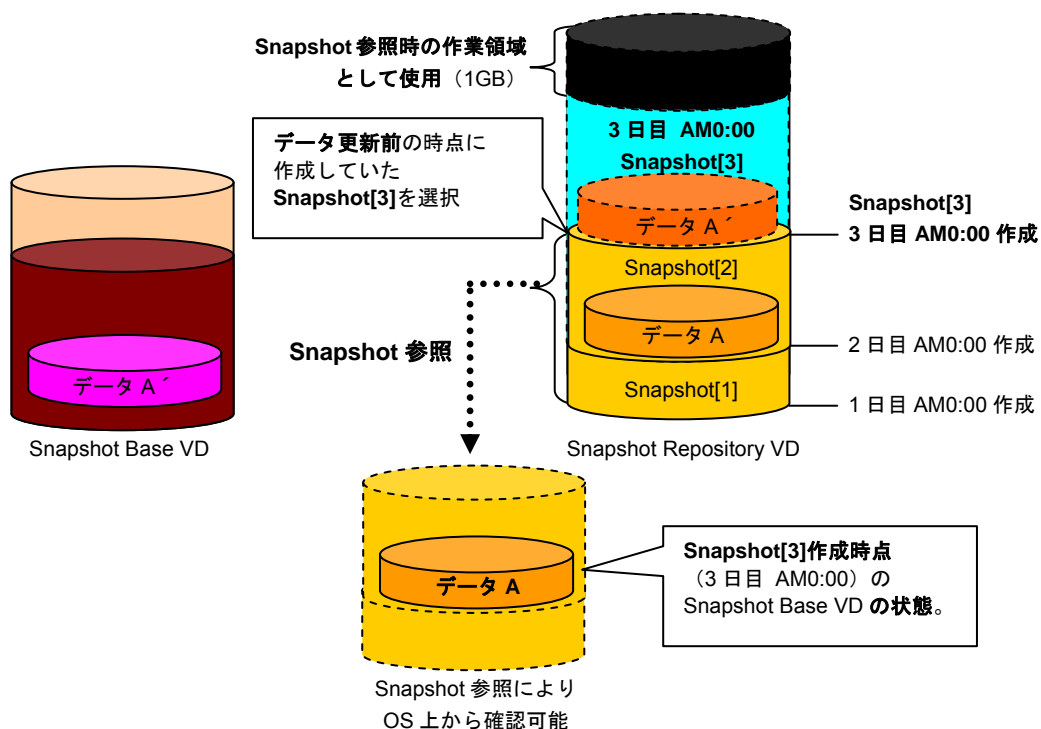 Snapshot 参照時の作業領域
として使用（1GB）
3 日目 AM0:00
Snapshot[3]
データ更新前の時点に
作成していた
Snapshot[3]を選択
データ A ´
Snapshot[3]
3 日目 AM0:00 作成
Snapshot[2]
データ A
2 日目 AM0:00 作成
Snapshot 参照
データ A ´
Snapshot[1]
1 日目 AM0:00 作成
Snapshot Base VD
Snapshot Repository VD
データ A
Snapshot[3]作成時点
（3 日目 AM0:00）の
Snapshot Base VD の状態。
Snapshot 参照により
OS 上から確認可能